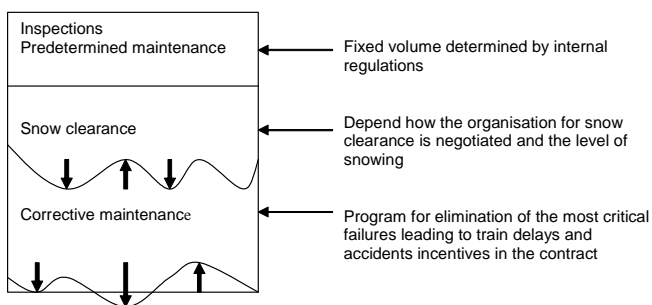 Inspections
Predetermined maintenance
Fixed volume determined by internal
regulations
Snow clearance
Depend how the organisation for snow
clearance is negotiated and the level of
snowing
Corrective maintenance
Program for elimination of the most critical
failures leading to train delays and
accidents incentives in the contract